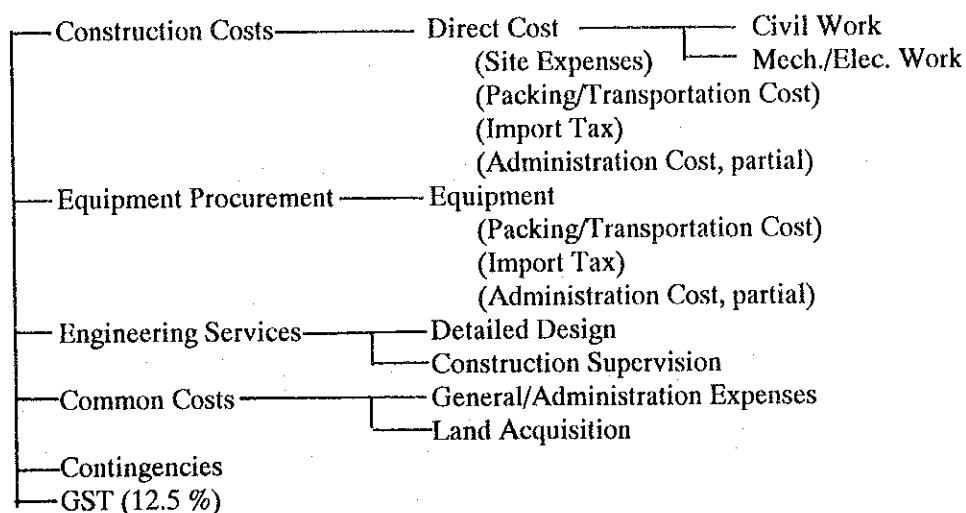 Construction Costs Direct Cost Civil Work
(Site Expenses) Mech./Elec. Work
(Packing/Transportation Cost)
(Import Tax)
(Administration Cost, partial)
Equipment Procurement Equipment
(Packing/Transportation Cost)
(Import Tax)
(Administration Cost, partial)
Engineering Services Detailed Design
Construction Supervision
Common Costs General/Administration Expenses
Land Acquisition
Contingencies
GST (12.5 %)